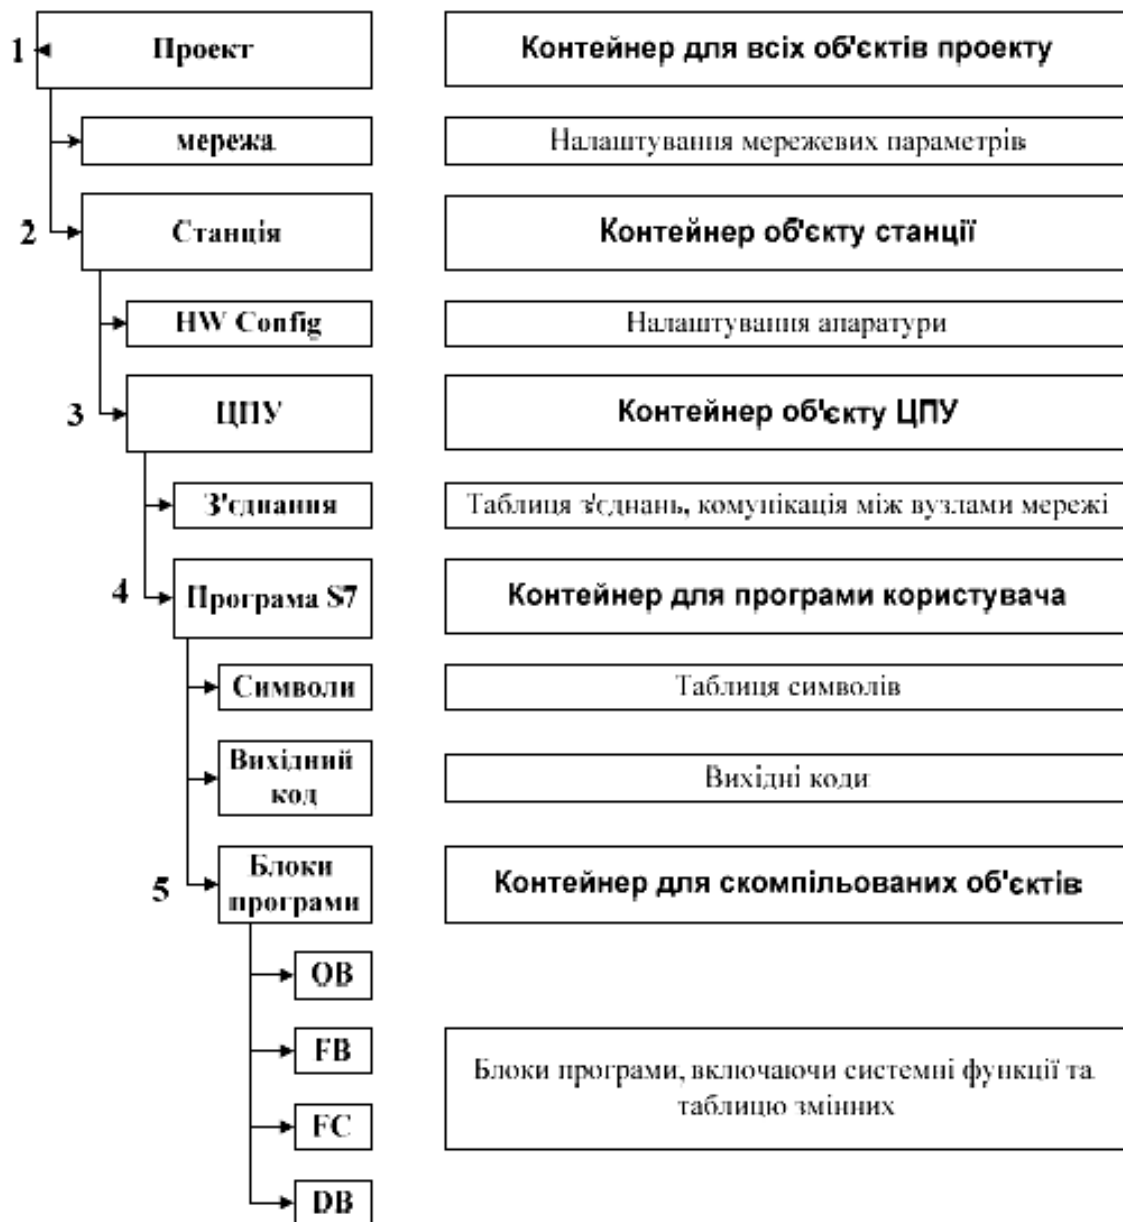 1 Проект Контейнер для всіх об'єктів проекту
мережа Налаштування мережевих параметрів
2 Станція Контейнер об'єкту станції
HW Config Налаштування апаратури
3 ЦПУ Контейнер об'єкту ЦПУ
З'єднання Таблиця з'єднань, комунікація між вузлами мережі
4 Програма S7 Контейнер для програми користувача
Символи Таблиця символів
Вихідний
код
Вихідні коди
5 Блоки
програми
Контейнер для скомпільованих об'єктів
OB
FB
Блоки програми, включаючи системні функції та
таблицю змінних
FC
DB